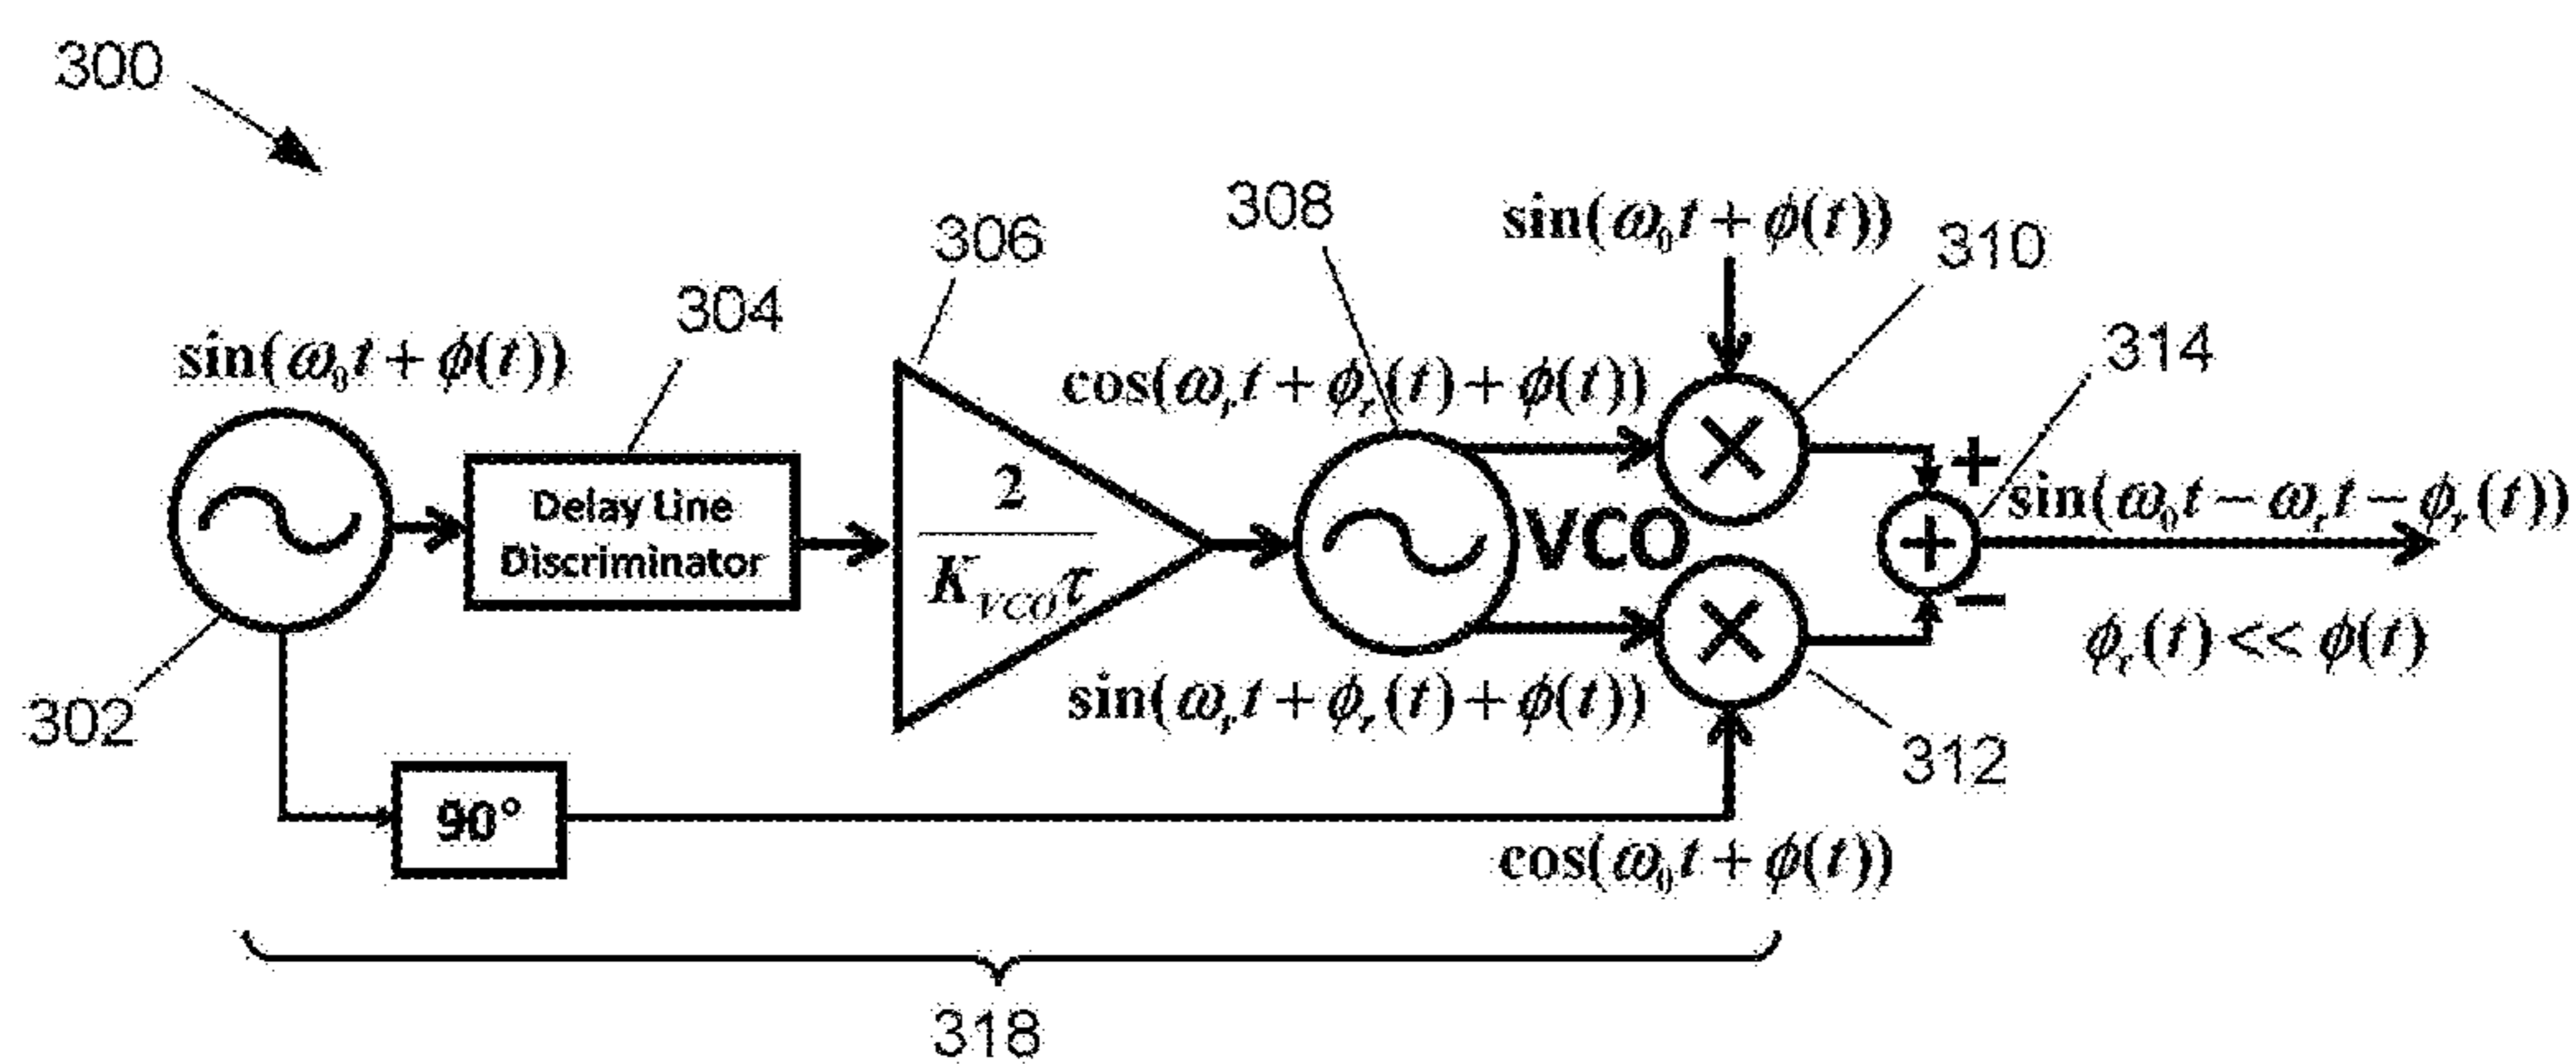 300
308
sin(ω₀t + ϕ(t))
306
310
304
sin(ω₀t + ϕ(t))
cos(ωᵣt + ϕᵣ(t) + ϕ(t))
314
+
2
K_VCO τ
Delay Line
Discriminator
VCO
sin(ω₀t − ωᵣt − ϕᵣ(t))
−
ϕᵣ(t) << ϕ(t)
sin(ωᵣt + ϕᵣ(t) + ϕ(t))
302
312
90°
cos(ω₀t + ϕ(t))
318